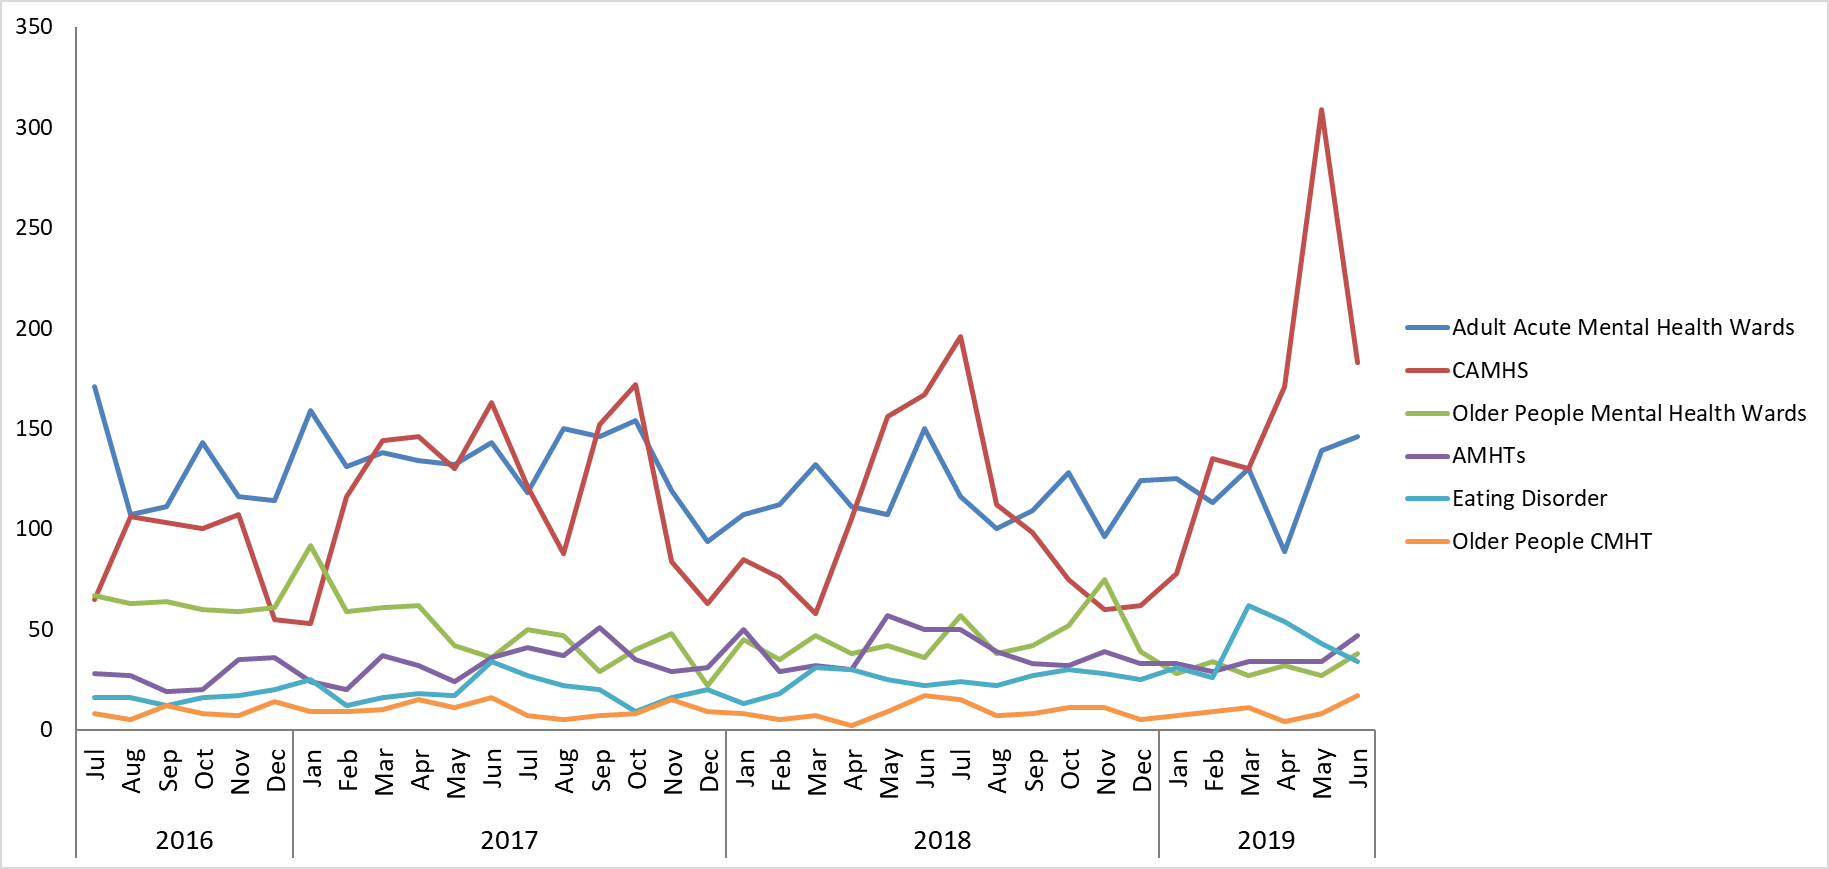 350
300
250
200
150
100
50
0
Jul Aug Sep Oct Nov Dec Jan Feb Mar Apr May Jun Jul Aug Sep Oct Nov Dec Jan Feb Mar Apr May Jun Jul Aug Sep Oct Nov Dec Jan Feb Mar Apr May Jun
2016 2017 2018 2019
Adult Acute Mental Health Wards
CAMHS
Older People Mental Health Wards
AMHTs
Eating Disorder
Older People CMHT